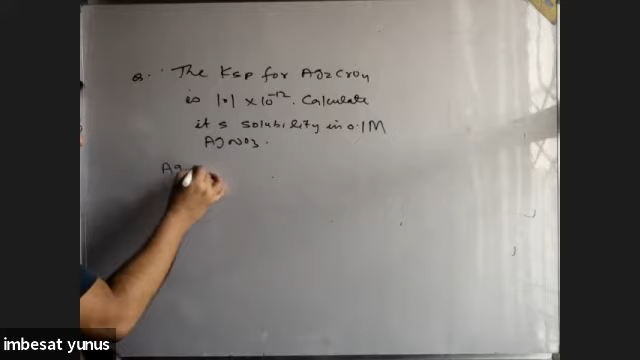 Q. The Ksp for Ag2CrO4
is 1.1 × 10^-12. Calculate
its solubility in 0.1M
AgNO3.
Ag
imbesat yunus